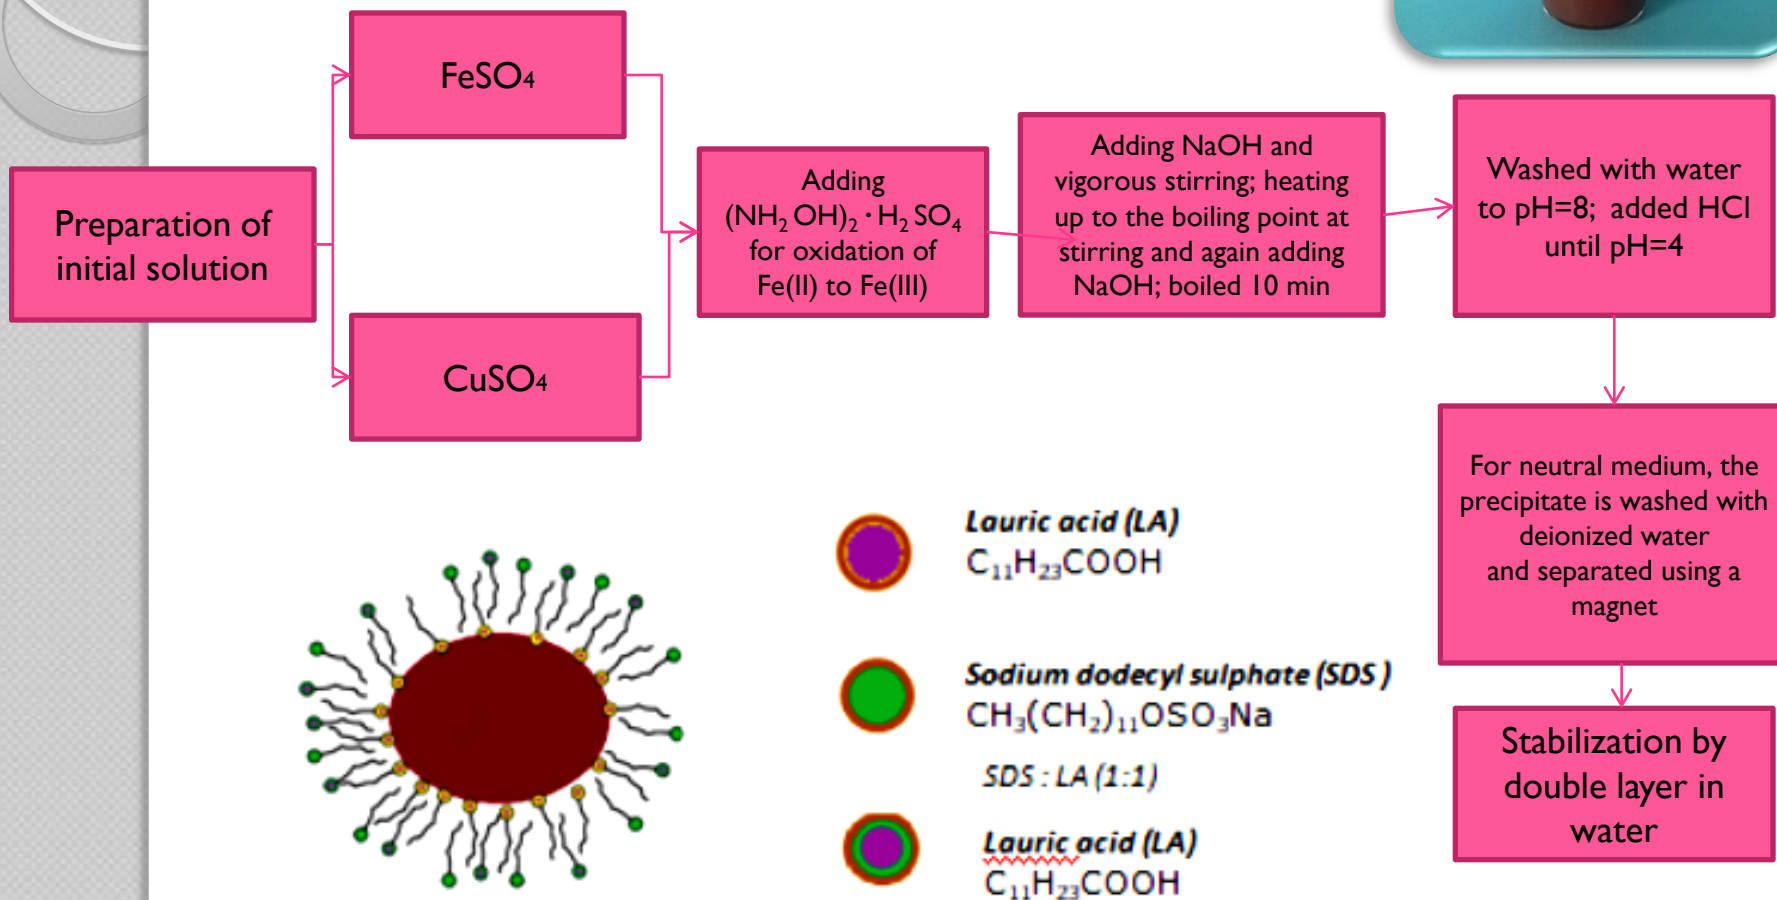 FeSO₄
Preparation of
initial solution
CuSO₄
Adding
(NH₂ OH)₂ · H₂ SO₄
for oxidation of
Fe(II) to Fe(III)
Adding NaOH and
vigorous stirring; heating
up to the boiling point at
stirring and again adding
NaOH; boiled 10 min
Washed with water
to pH=8; added HCl
until pH=4
For neutral medium, the
precipitate is washed with
deionized water
and separated using a
magnet
Stabilization by
double layer in
water
Lauric acid (LA)
C₁₁H₂₃COOH
Sodium dodecyl sulphate (SDS )
CH₃(CH₂)₁₁OSO₃Na
SDS : LA (1:1)
Lauric acid (LA)
C₁₁H₂₃COOH